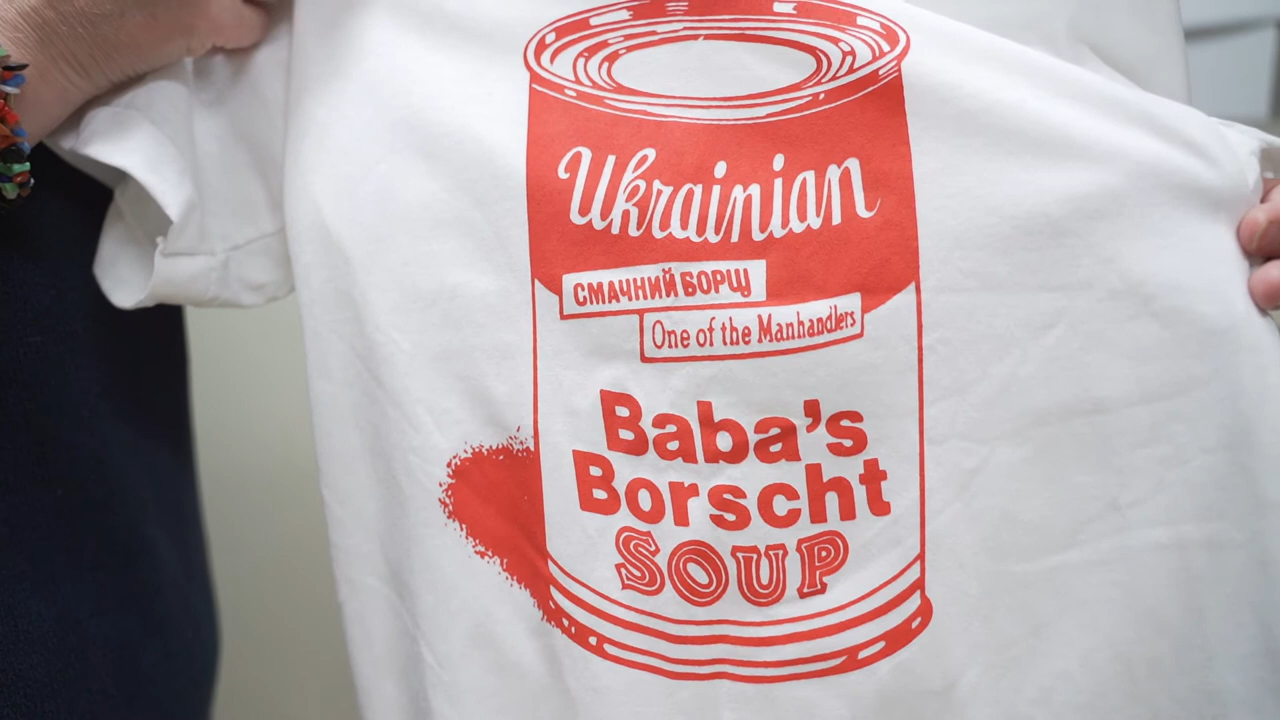 Ukrainian
СМАЧНИЙ БОРЩ
One of the Manhandlers
Baba's
Borscht
SOUP